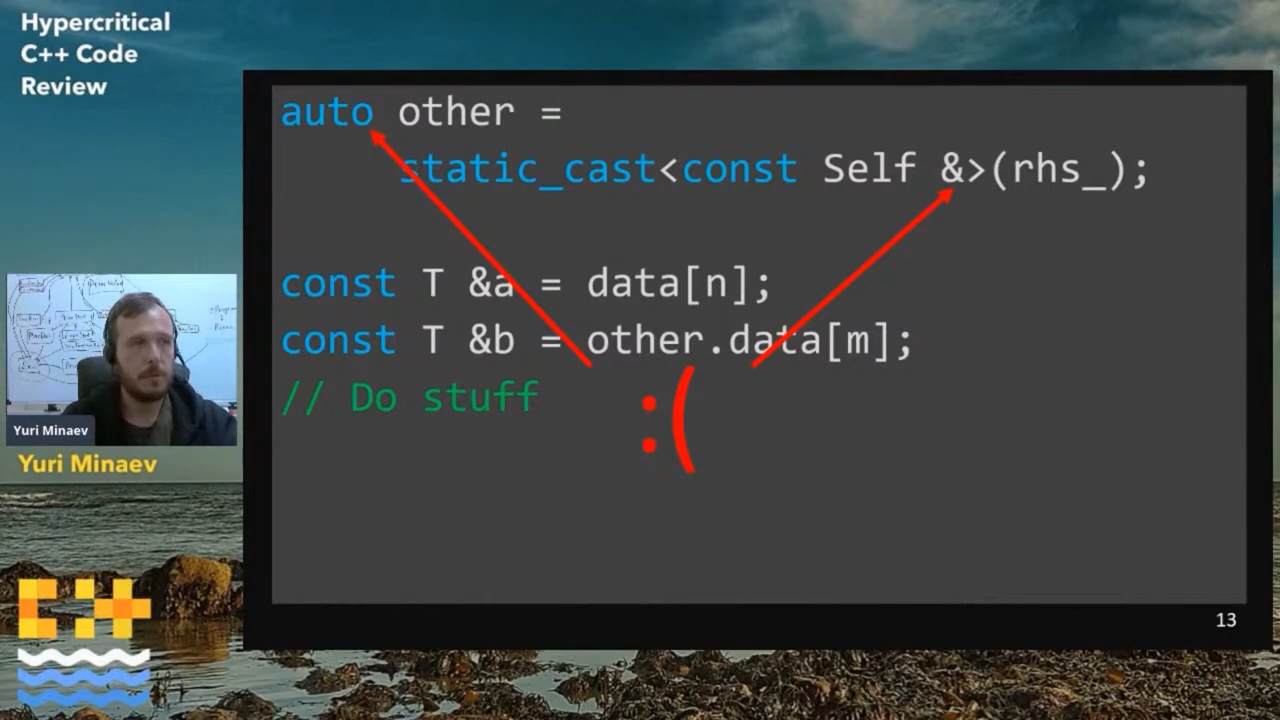 Hypercritical
C++ Code
Review
auto other =
static_cast<const Self &>(rhs_);
const T &a = data[n];
const T &b = other.data[m];
// Do stuff
:(
13
Yuri Minaev
Yuri Minaev
C++